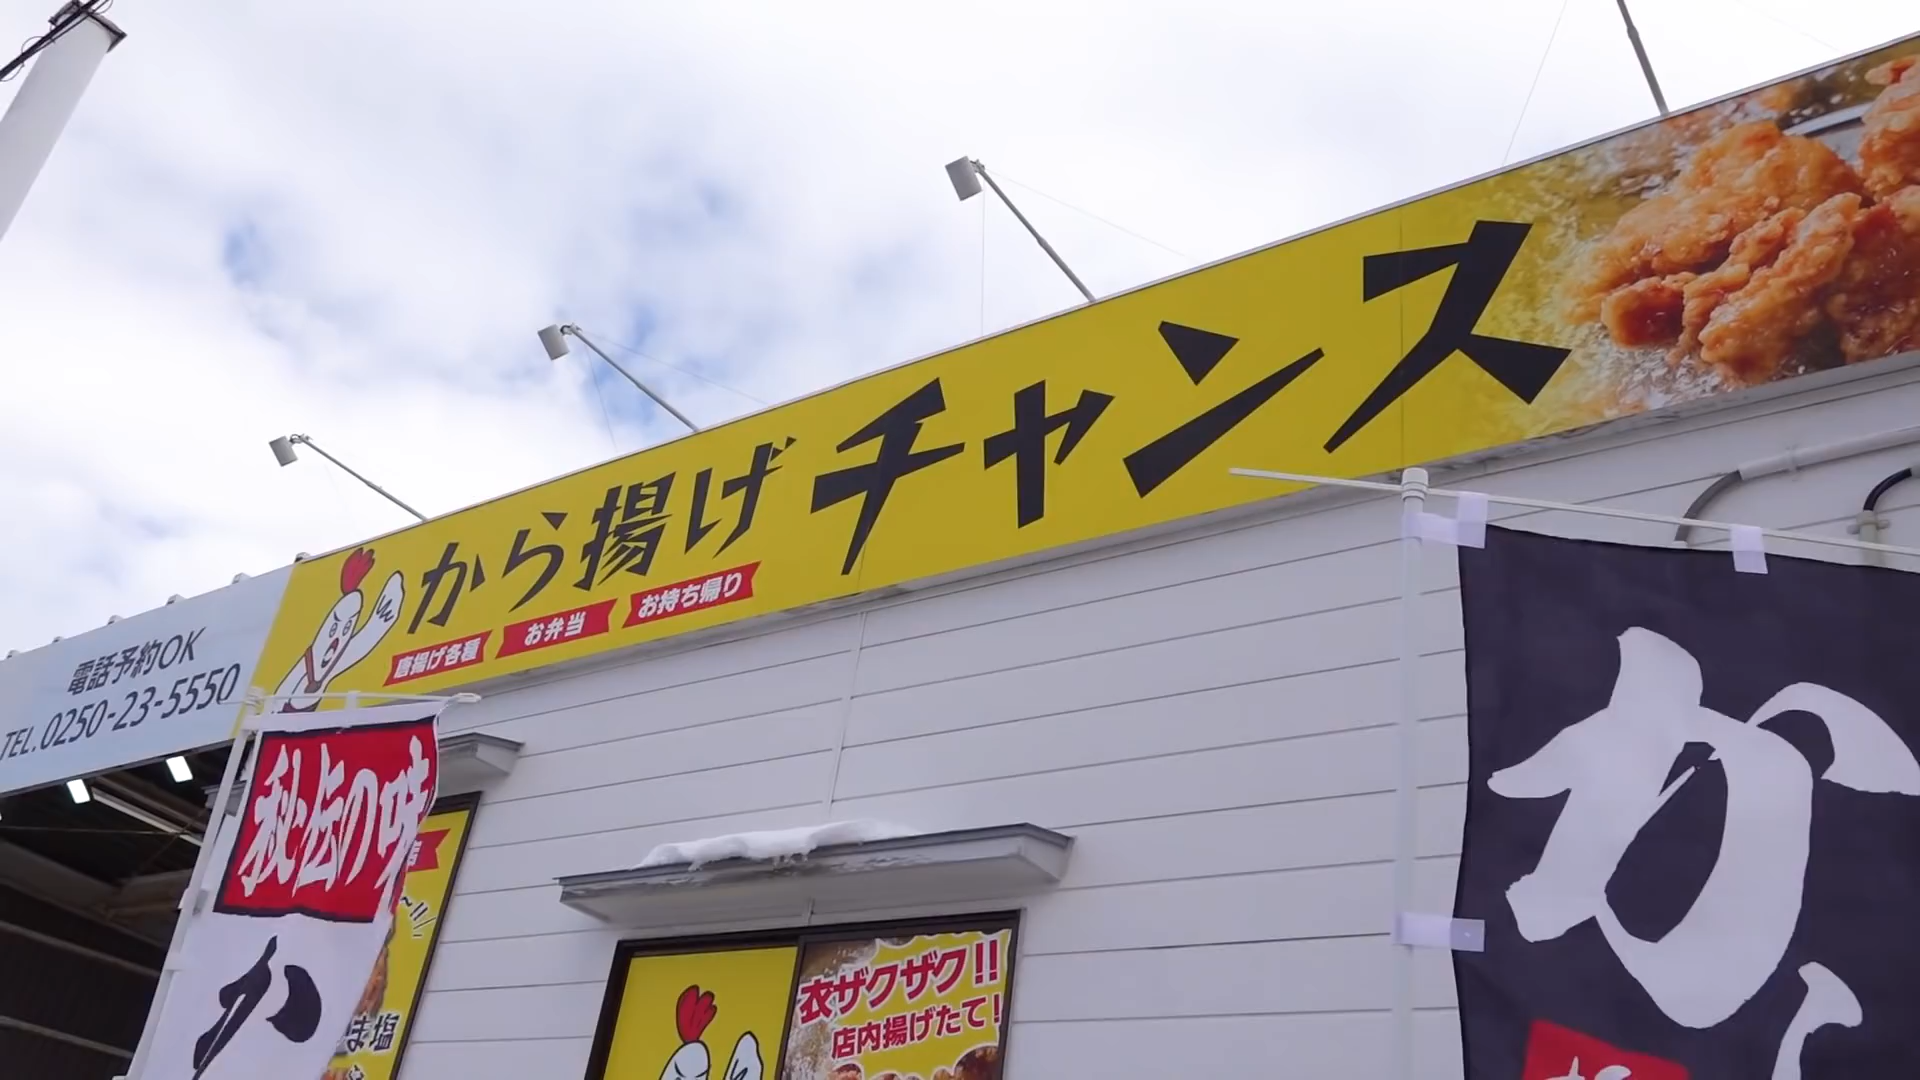 から揚げチャンス
唐揚げ各種 お弁当 お持ち帰り
電話予約OK
TEL.0250-23-5550
秘伝の味
か
ま塩
衣ザクザク!!
店内揚げたて!
か